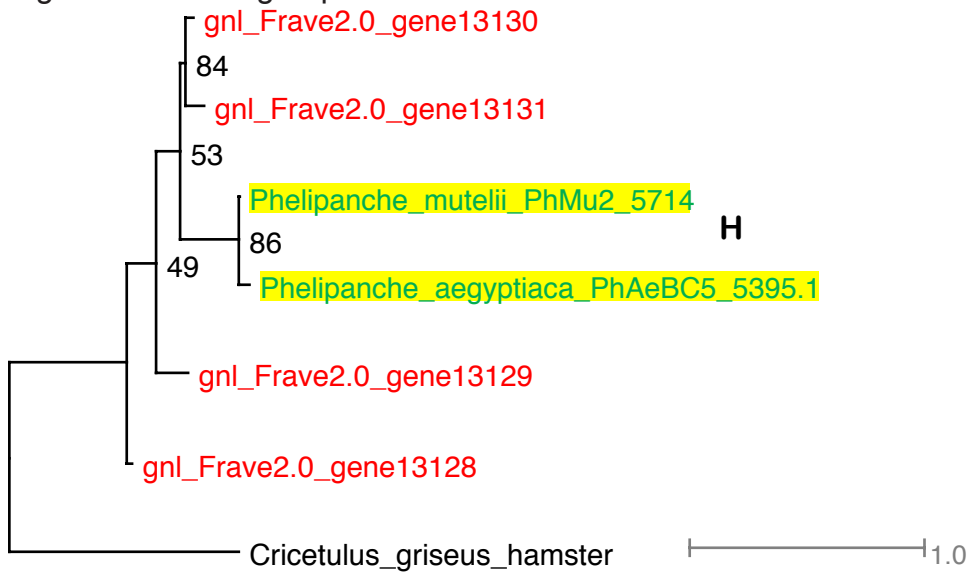 gnl_Frave2.0_gene13130
84
gnl_Frave2.0_gene13131
53
Phelipanche_mutelii_PhMu2_5714
H
86
49
Phelipanche_aegyptiaca_PhAeBC5_5395.1
gnl_Frave2.0_gene13129
gnl_Frave2.0_gene13128
Cricetulus_griseus_hamster
1.0